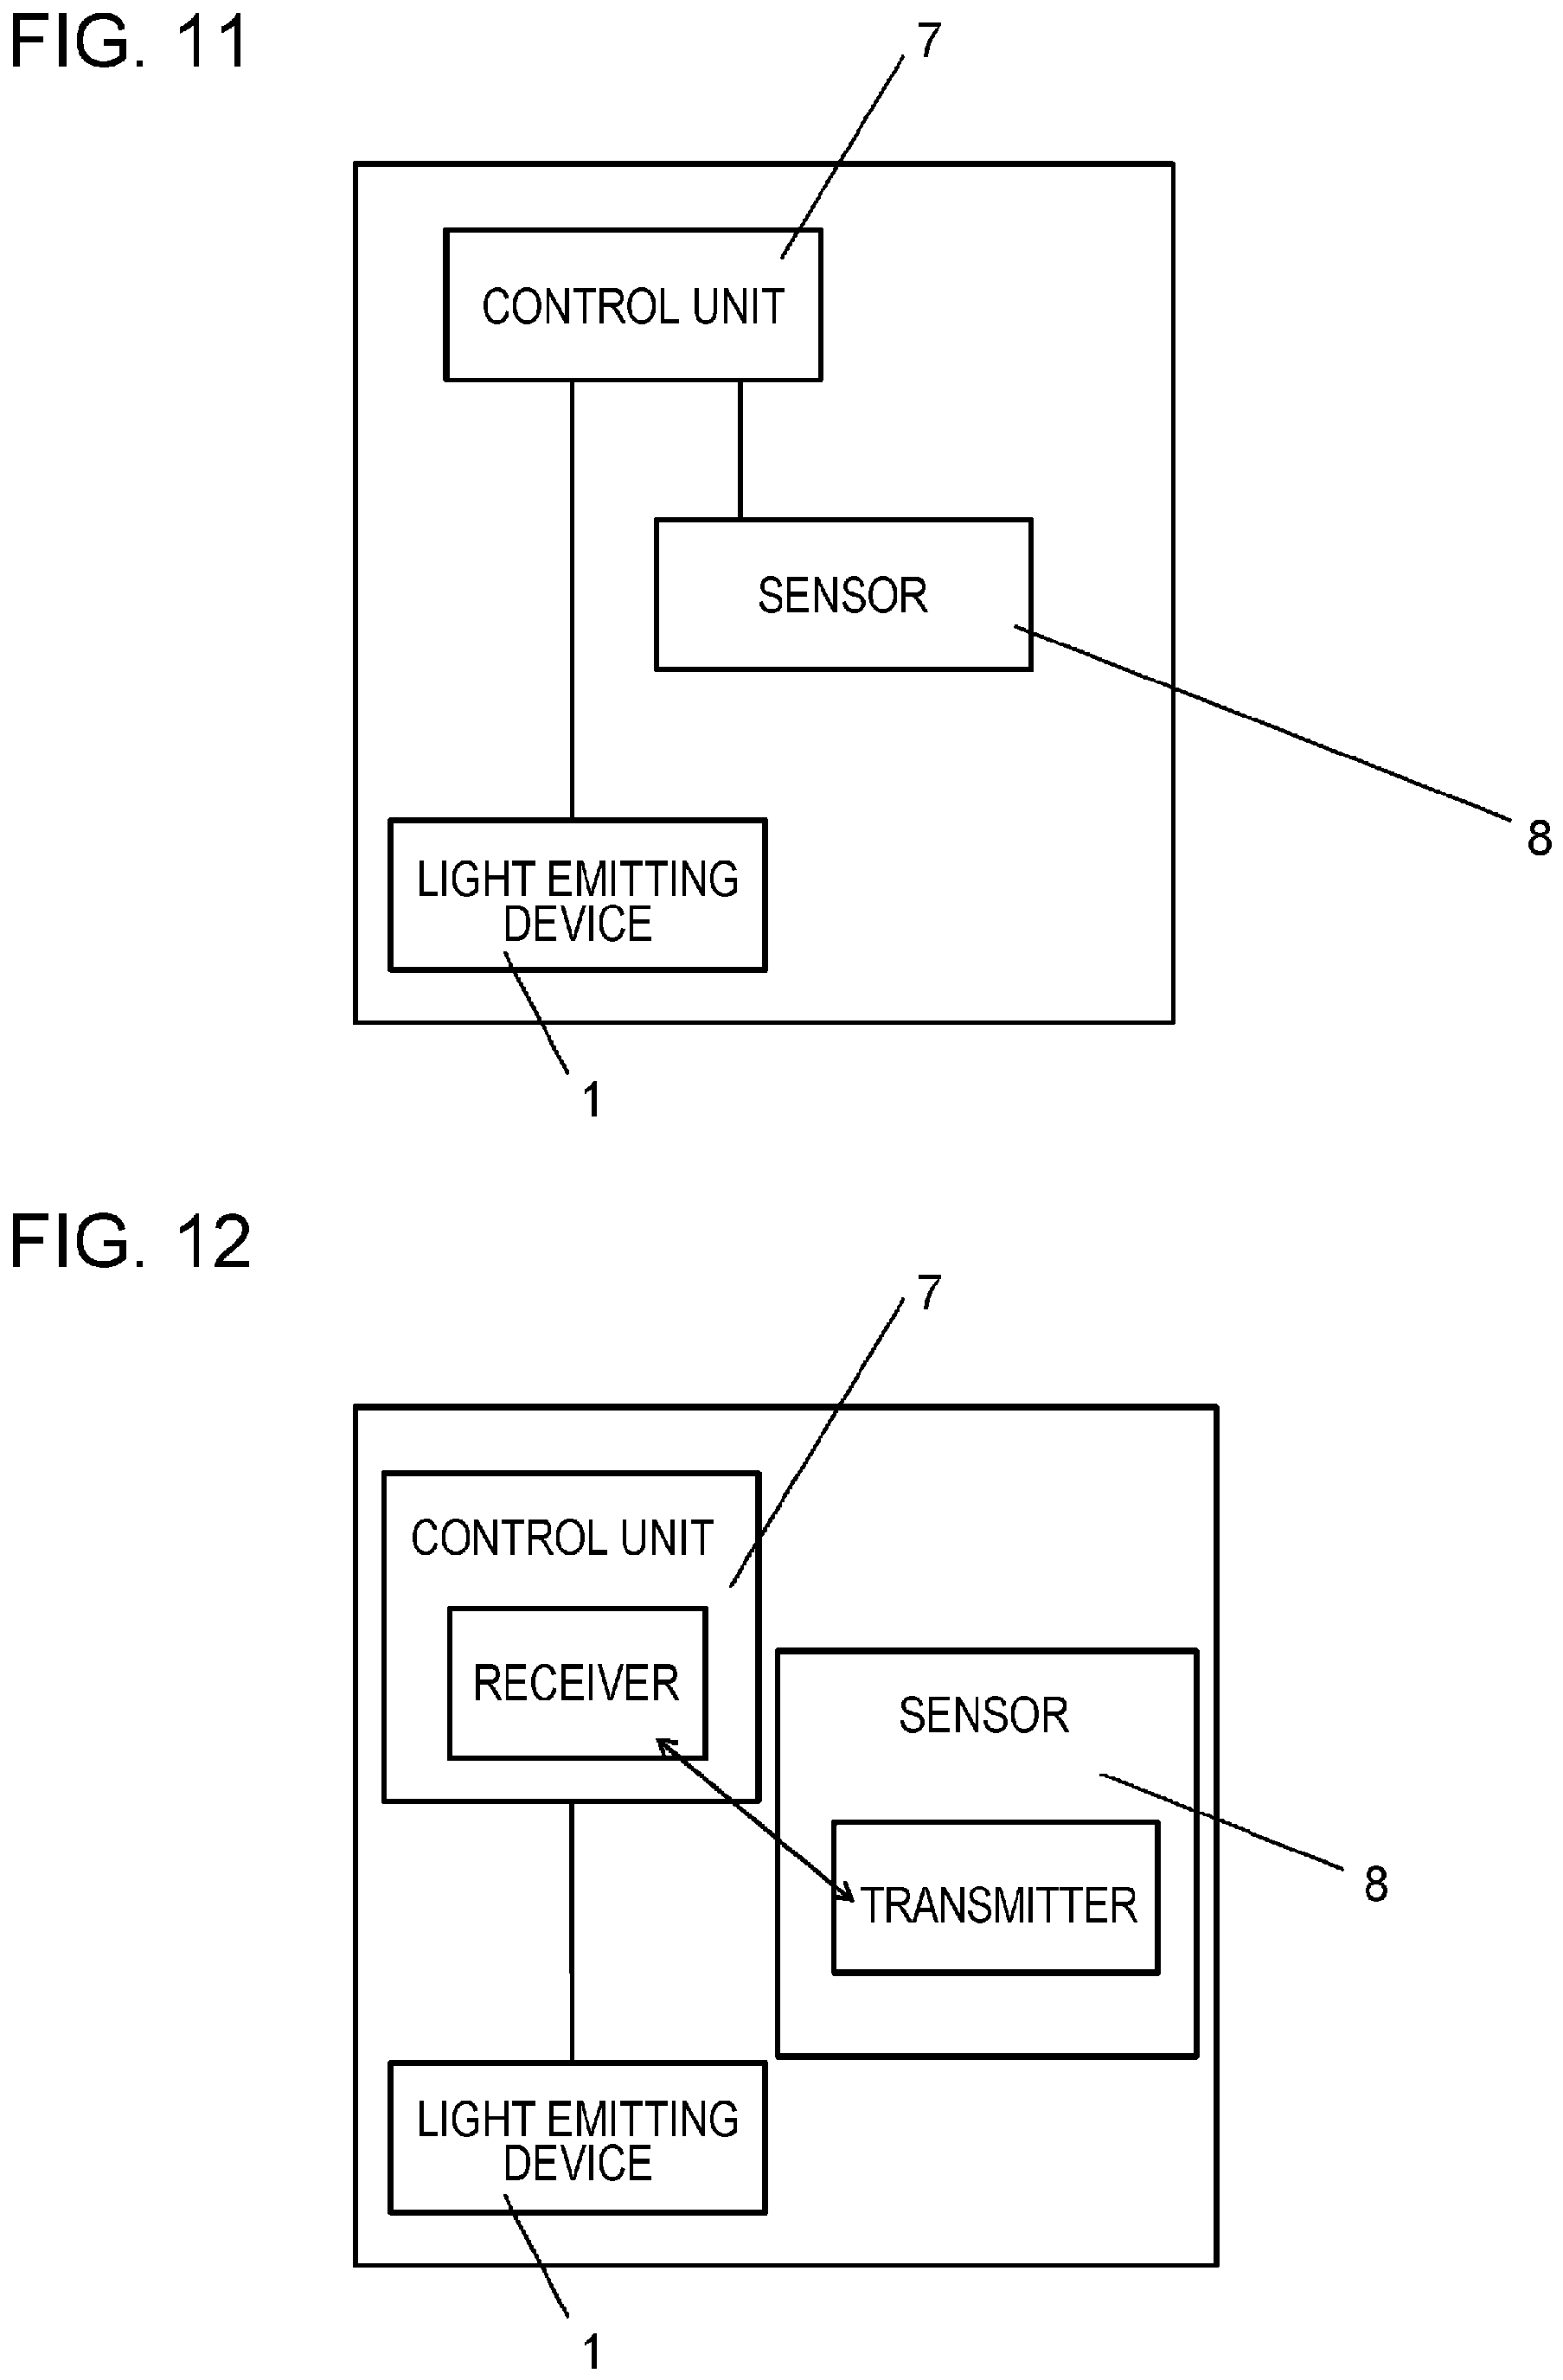 FIG. 11
7
CONTROL UNIT
SENSOR
8
LIGHT EMITTING
DEVICE
1
FIG. 12
7
CONTROL UNIT
RECEIVER
SENSOR
8
TRANSMITTER
LIGHT EMITTING
DEVICE
1